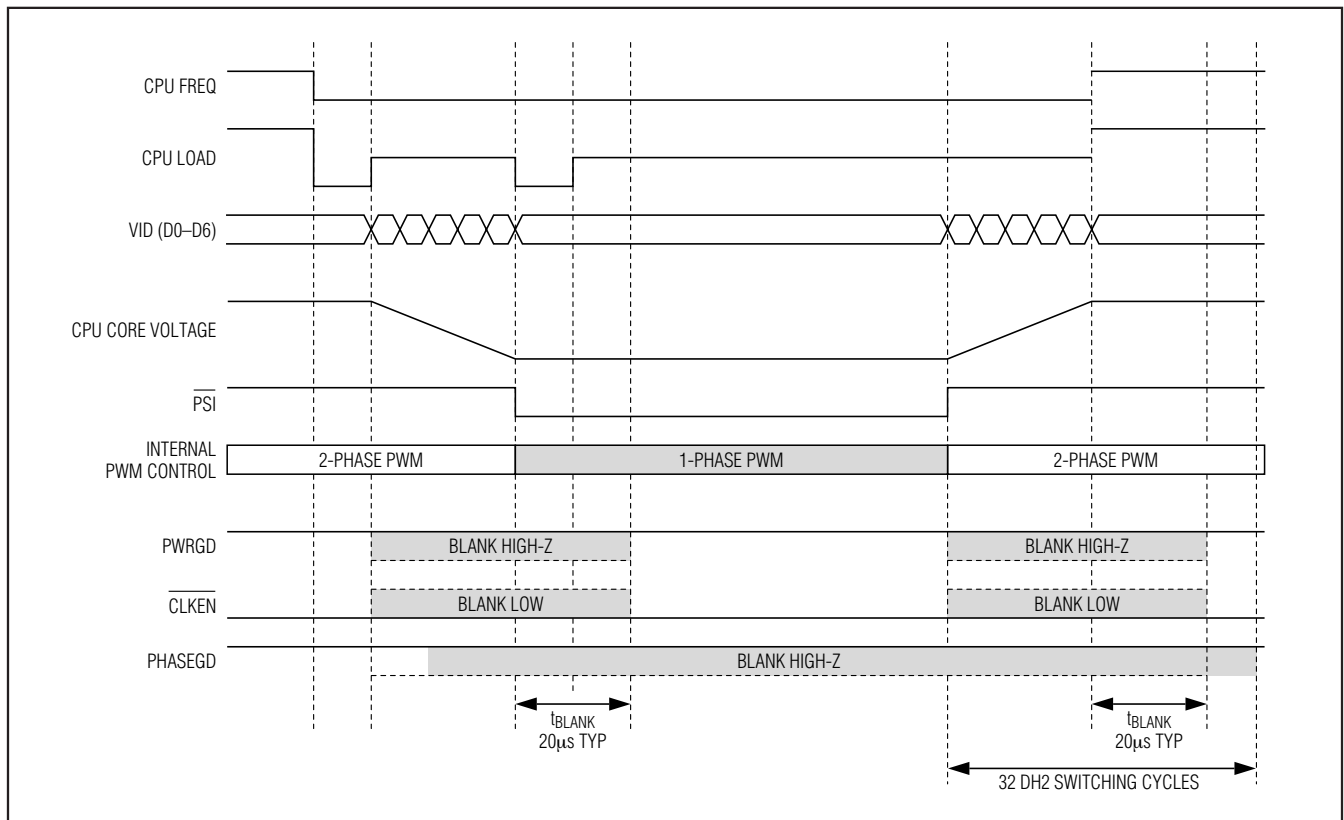 CPU FREQ
CPU LOAD
VID (D0–D6)
CPU CORE VOLTAGE
PSI
INTERNAL
PWM CONTROL
2-PHASE PWM
1-PHASE PWM
2-PHASE PWM
PWRGD
BLANK HIGH-Z
BLANK HIGH-Z
CLKEN
BLANK LOW
BLANK LOW
PHASEGD
BLANK HIGH-Z
tBLANK
20µs TYP
tBLANK
20µs TYP
32 DH2 SWITCHING CYCLES